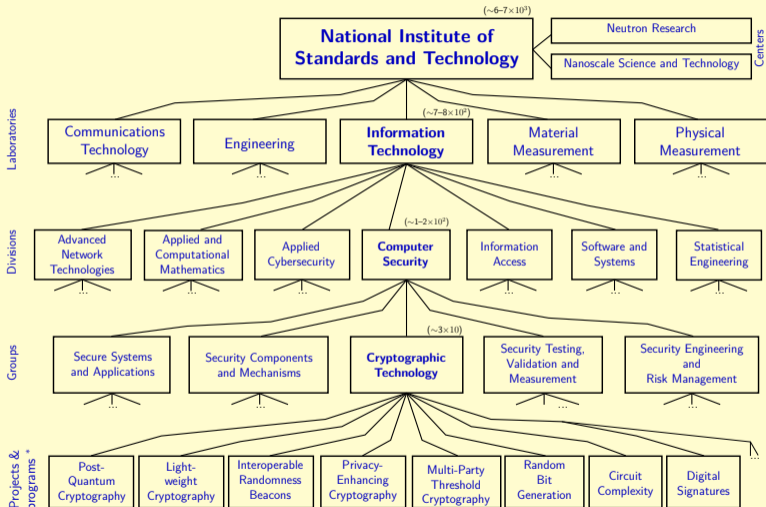 (∼6–7×10³)
National Institute of
Standards and Technology
Neutron Research
Nanoscale Science and Technology
Centers
Laboratories
(∼7–8×10²)
Communications
Technology
...
Engineering
...
Information
Technology
Material
Measurement
...
Physical
Measurement
...
Divisions
(∼1–2×10²)
Advanced
Network
Technologies
...
Applied and
Computational
Mathematics
...
Applied
Cybersecurity
...
Computer
Security
Information
Access
...
Software and
Systems
...
Statistical
Engineering
...
Groups
(∼3×10)
Secure Systems
and Applications
...
Security Components
and Mechanisms
...
Cryptographic
Technology
Security Testing,
Validation and
Measurement
...
Security Engineering
and
Risk Management
...
Projects &
programs *
Post-
Quantum
Cryptography
Light-
weight
Cryptography
Interoperable
Randomness
Beacons
Privacy-
Enhancing
Cryptography
Multi-Party
Threshold
Cryptography
Random
Bit
Generation
Circuit
Complexity
Digital
Signatures
...